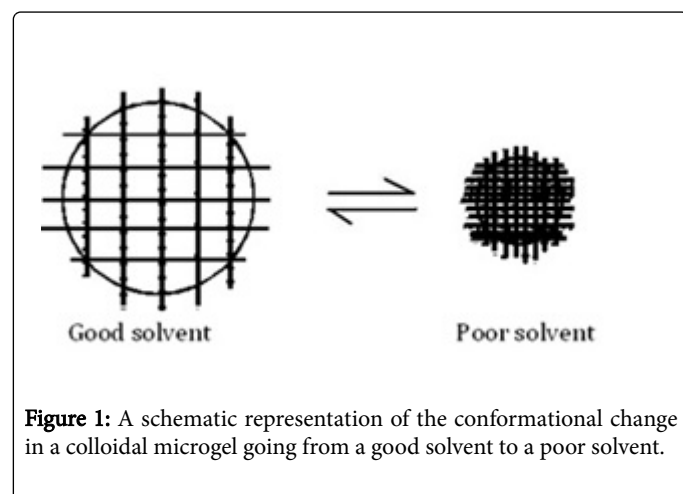 Good solvent
Poor solvent
Figure 1: A schematic representation of the conformational change
in a colloidal microgel going from a good solvent to a poor solvent.